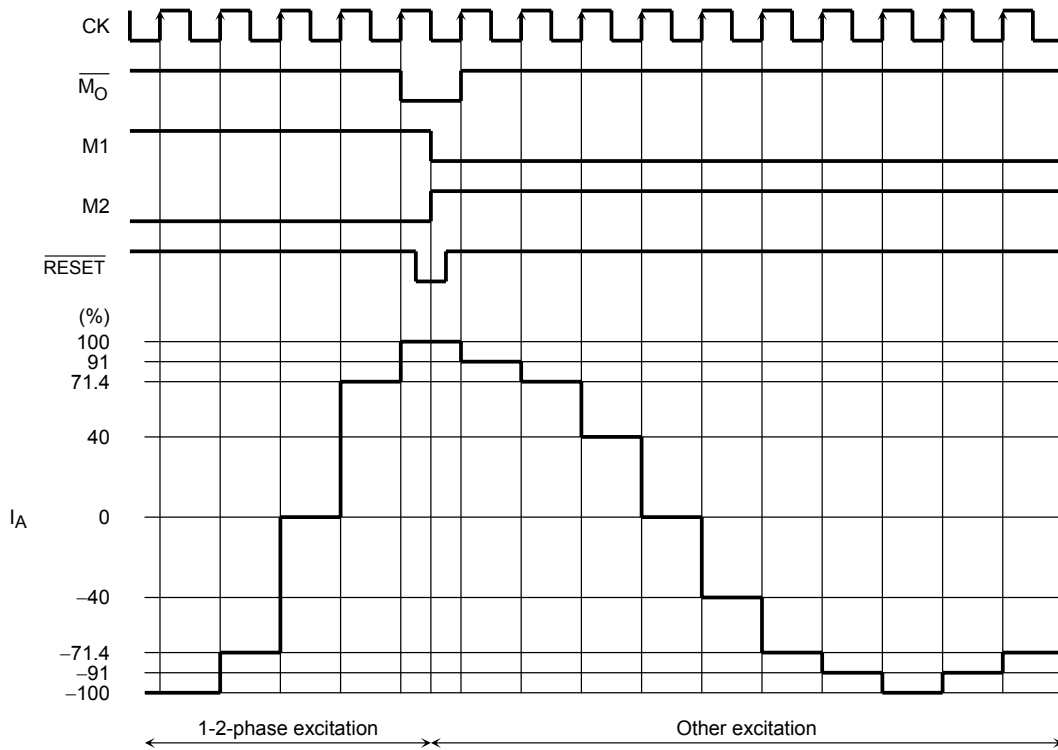 CK
M̅O̅
M1
M2
R̅E̅S̅E̅T̅
(%)
100
91
71.4
40
IA
0
−40
−71.4
−91
−100
1-2-phase excitation
Other excitation